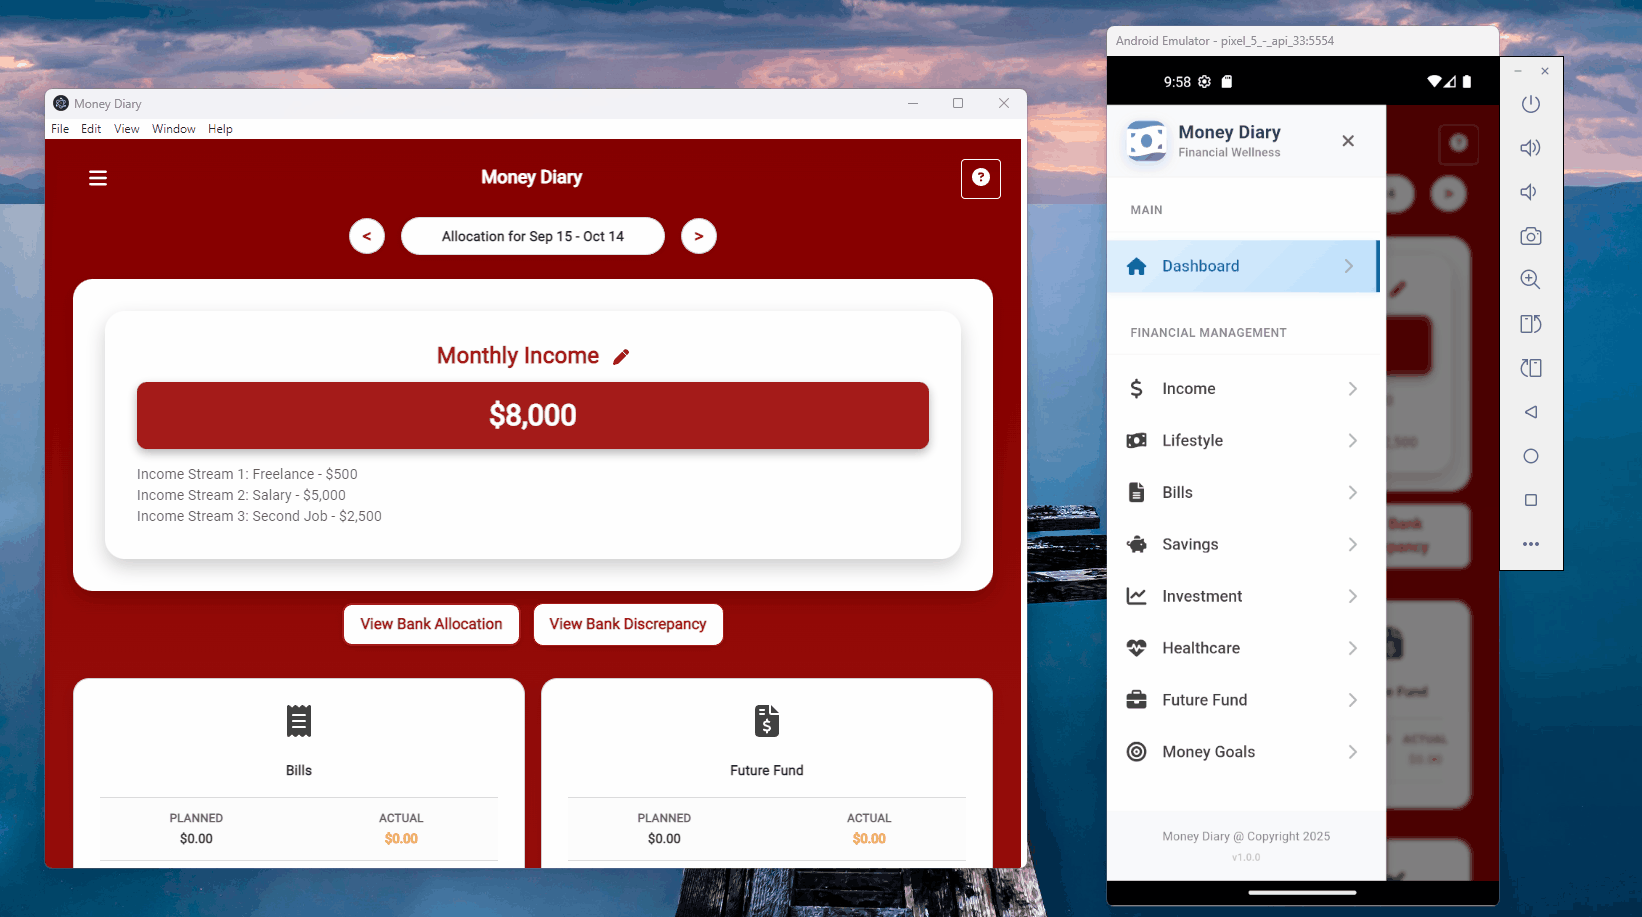 Money Diary
File Edit View Window Help
Money Diary
?
< Allocation for Sep 15 - Oct 14 >
Monthly Income
$8,000
Income Stream 1: Freelance - $500
Income Stream 2: Salary - $5,000
Income Stream 3: Second Job - $2,500
View Bank Allocation View Bank Discrepancy
Bills
PLANNED ACTUAL
$0.00 $0.00
Future Fund
PLANNED ACTUAL
$0.00 $0.00
Android Emulator - pixel_5_-_api_33:5554
9:58
Money Diary
Financial Wellness
MAIN
Dashboard
FINANCIAL MANAGEMENT
Income
Lifestyle
Bills
Savings
Investment
Healthcare
Future Fund
Money Goals
Money Diary @ Copyright 2025
v1.0.0
Bank
ACTUAL
$0.00